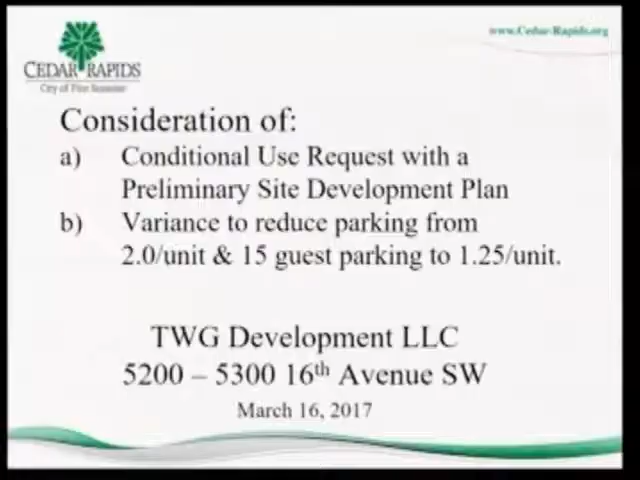 www.Cedar-Rapids.org
CEDAR RAPIDS
City of Five Seasons
Consideration of:
a) Conditional Use Request with a
Preliminary Site Development Plan
b) Variance to reduce parking from
2.0/unit & 15 guest parking to 1.25/unit.
TWG Development LLC
5200 – 5300 16th Avenue SW
March 16, 2017